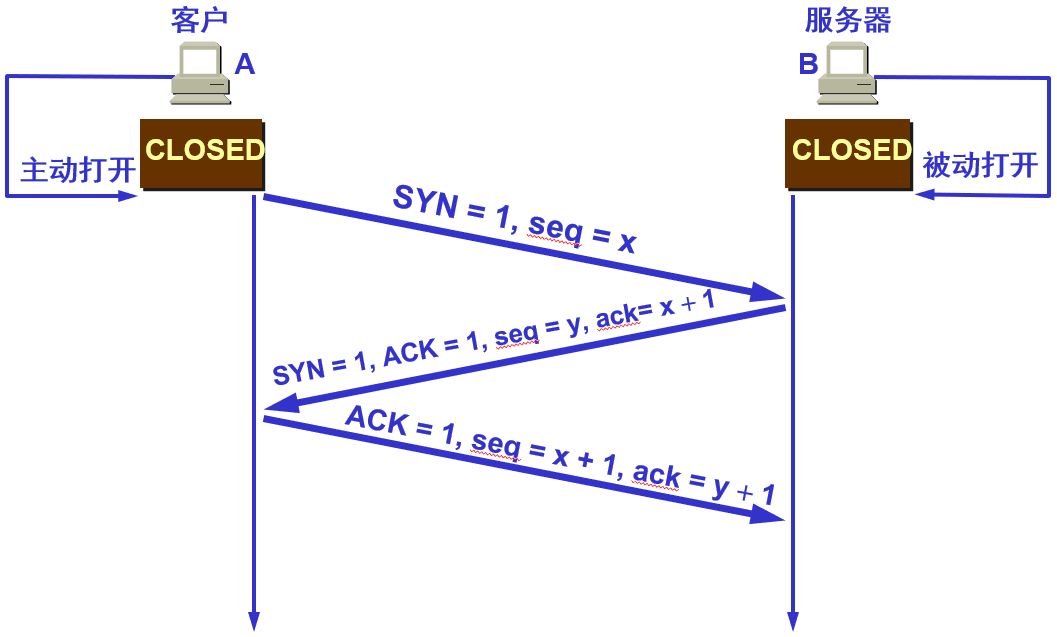 客户
服务器
A
B
CLOSED
CLOSED
主动打开
被动打开
SYN = 1, seq = x
SYN = 1, ACK = 1, seq = y, ack= x + 1
ACK = 1, seq = x + 1, ack = y + 1